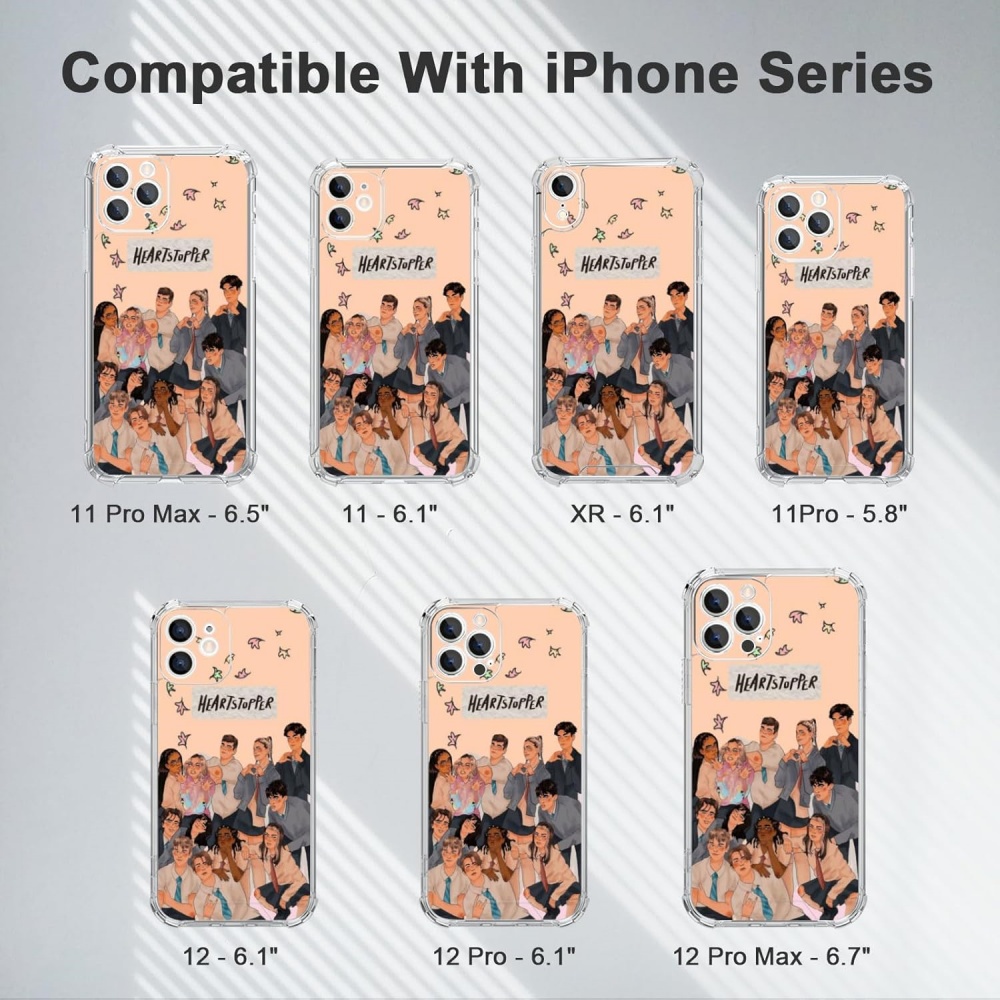 Compatible With iPhone Series
HEARTSTOPPER
HEARTSTOPPER
HEARTSTOPPER
HEARTSTOPPER
11 Pro Max - 6.5"
11 - 6.1"
XR - 6.1"
11Pro - 5.8"
HEARTSTOPPER
HEARTSTOPPER
HEARTSTOPPER
12 - 6.1"
12 Pro - 6.1"
12 Pro Max - 6.7"